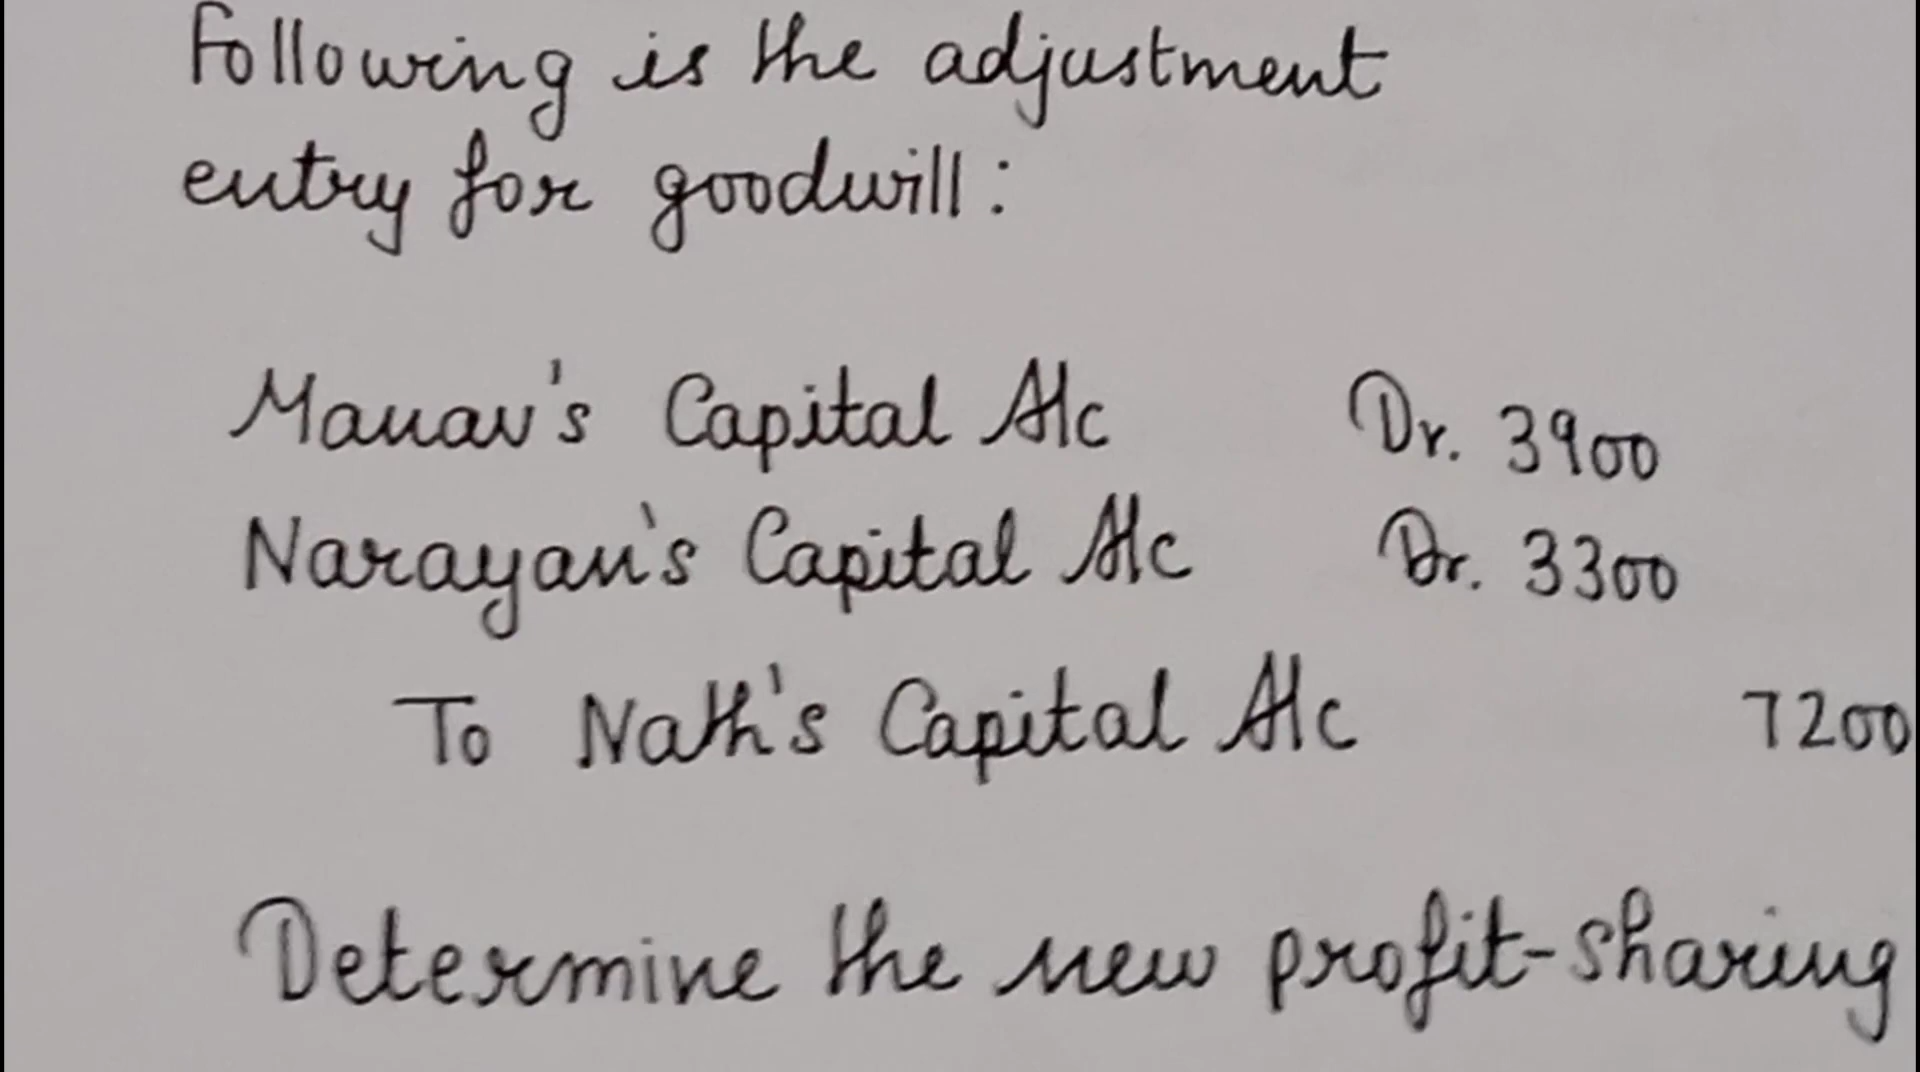 Following is the adjustment
entry for goodwill:
Manav's Capital A/c Dr. 3900
Narayan's Capital A/c Dr. 3300
To Nath's Capital A/c 7200
Determine the new profit-sharing